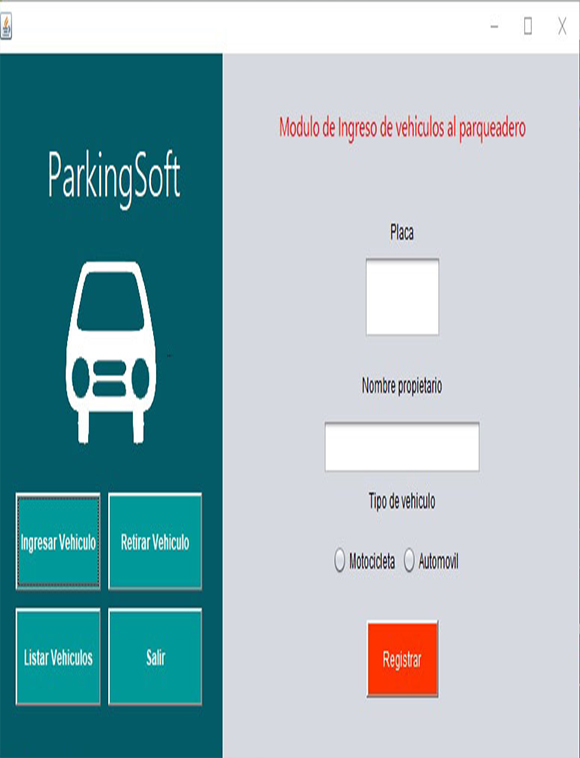 ParkingSoft
Ingresar Vehiculo
Retirar Vehiculo
Listar Vehiculos
Salir
Modulo de Ingreso de vehiculos al parqueadero
Placa
Nombre propietario
Tipo de vehiculo
Motocicleta
Automovil
Registrar